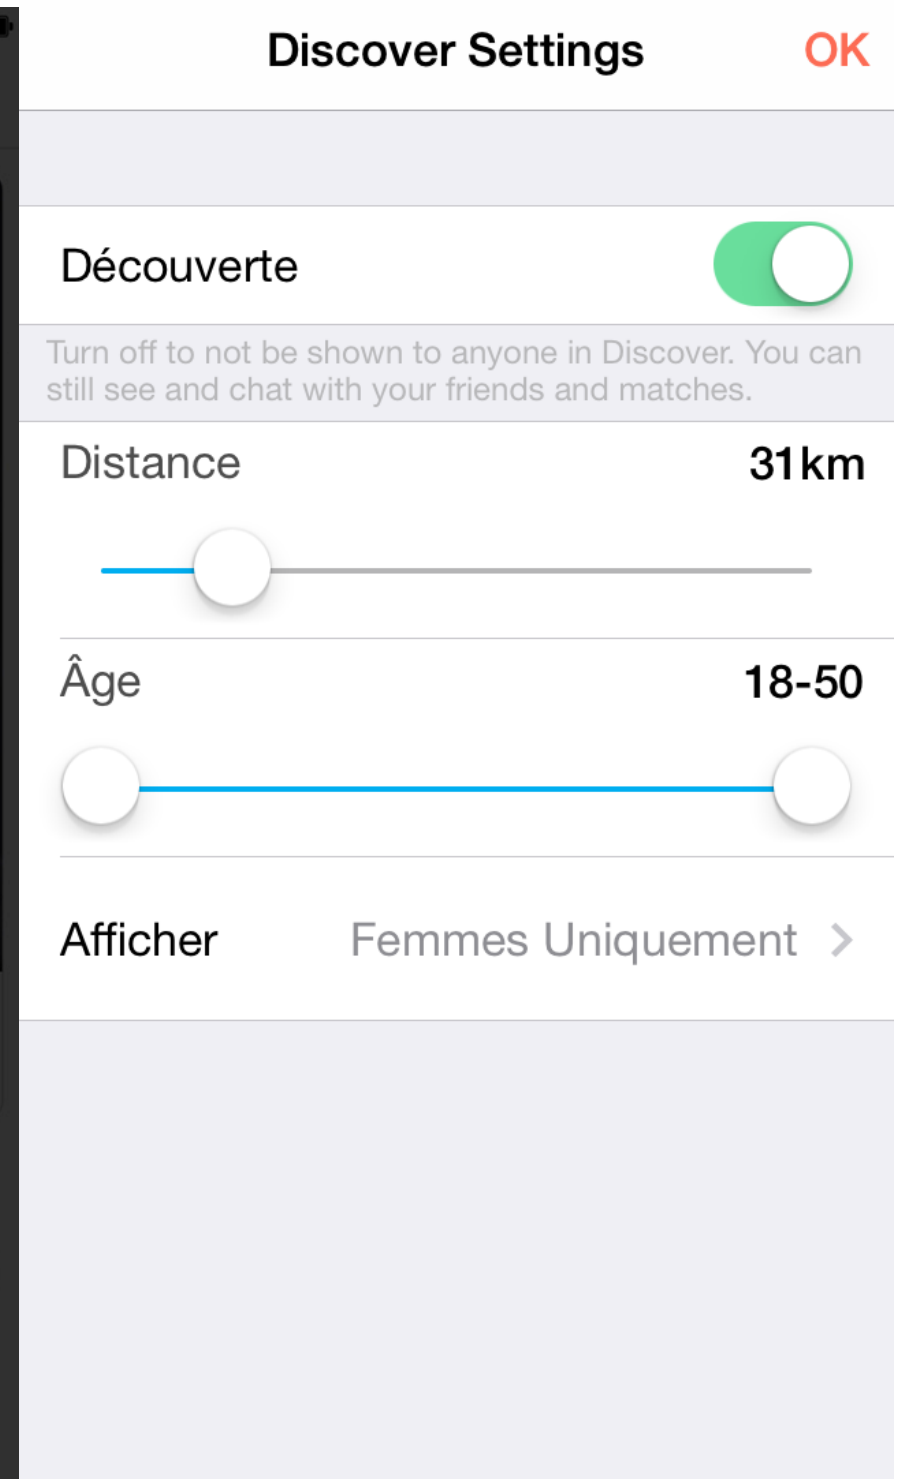 Discover Settings OK
Découverte
Turn off to not be shown to anyone in Discover. You can
still see and chat with your friends and matches.
Distance 31km
Âge 18-50
Afficher Femmes Uniquement